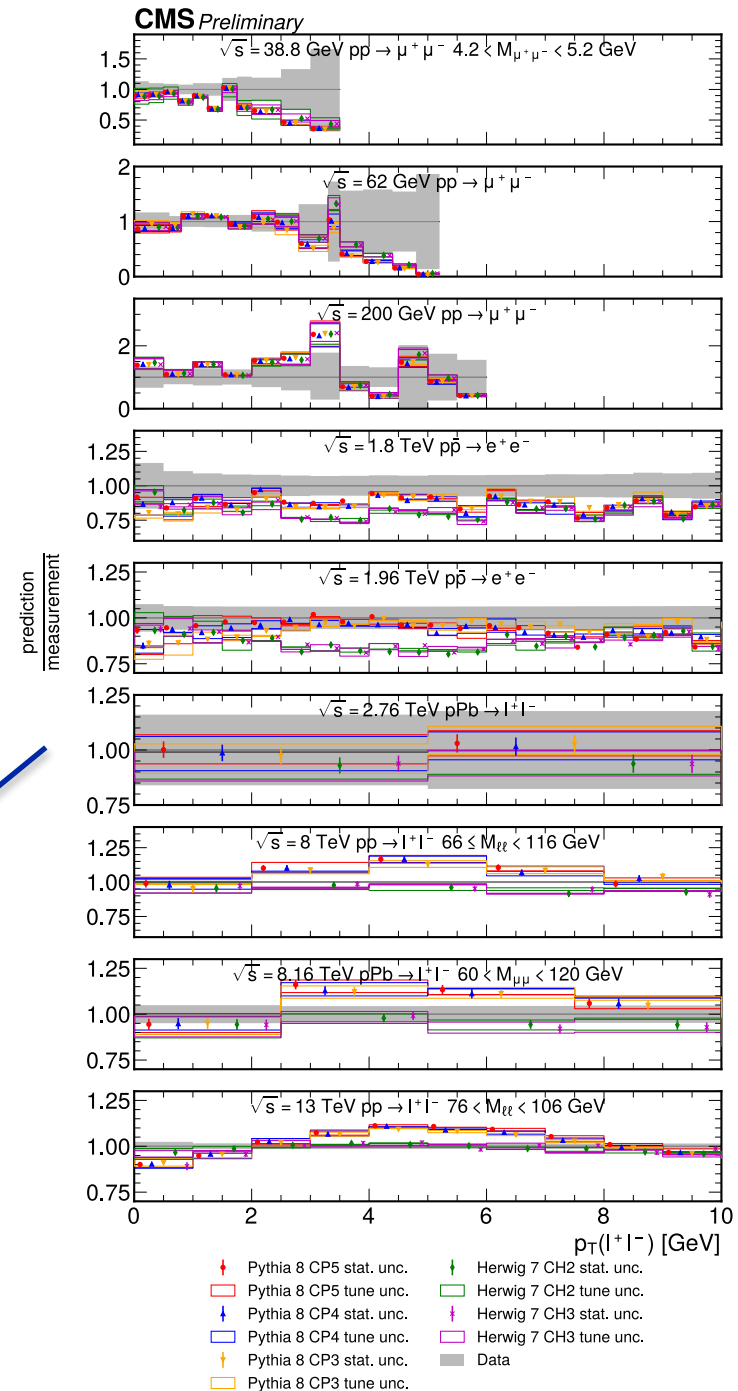 CMS Preliminary
√s = 38.8 GeV pp → μ⁺μ⁻ 4.2 < M_μ⁺μ⁻ < 5.2 GeV
1.5
1.0
0.5
√s = 62 GeV pp → μ⁺μ⁻
2
1
0
√s = 200 GeV pp → μ⁺μ⁻
2
1
0
√s = 1.8 TeV pp̄ → e⁺e⁻
1.25
1.00
0.75
√s = 1.96 TeV pp̄ → e⁺e⁻
1.25
1.00
0.75
prediction
measurement
√s = 2.76 TeV pPb → l⁺l⁻
1.25
1.00
0.75
√s = 8 TeV pp → l⁺l⁻ 66 ≤ M_ℓℓ < 116 GeV
1.25
1.00
0.75
√s = 8.16 TeV pPb → l⁺l⁻ 60 < M_μμ < 120 GeV
1.25
1.00
0.75
√s = 13 TeV pp → l⁺l⁻ 76 < M_ℓℓ < 106 GeV
1.25
1.00
0.75
0 2 4 6 8 10
p_T(l⁺l⁻) [GeV]
Pythia 8 CP5 stat. unc.
Pythia 8 CP5 tune unc.
Pythia 8 CP4 stat. unc.
Pythia 8 CP4 tune unc.
Pythia 8 CP3 stat. unc.
Pythia 8 CP3 tune unc.
Herwig 7 CH2 stat. unc.
Herwig 7 CH2 tune unc.
Herwig 7 CH3 stat. unc.
Herwig 7 CH3 tune unc.
Data